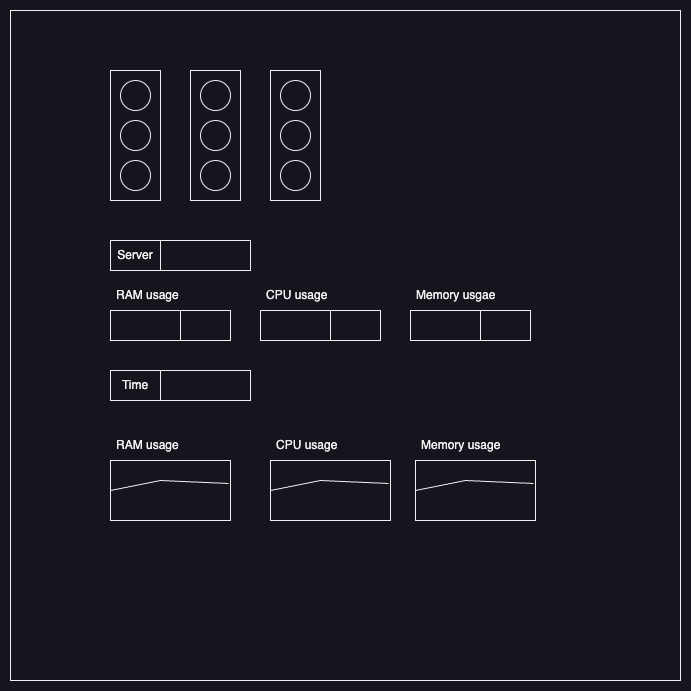 Server
RAM usage
CPU usage
Memory usgae
Time
RAM usage
CPU usage
Memory usage